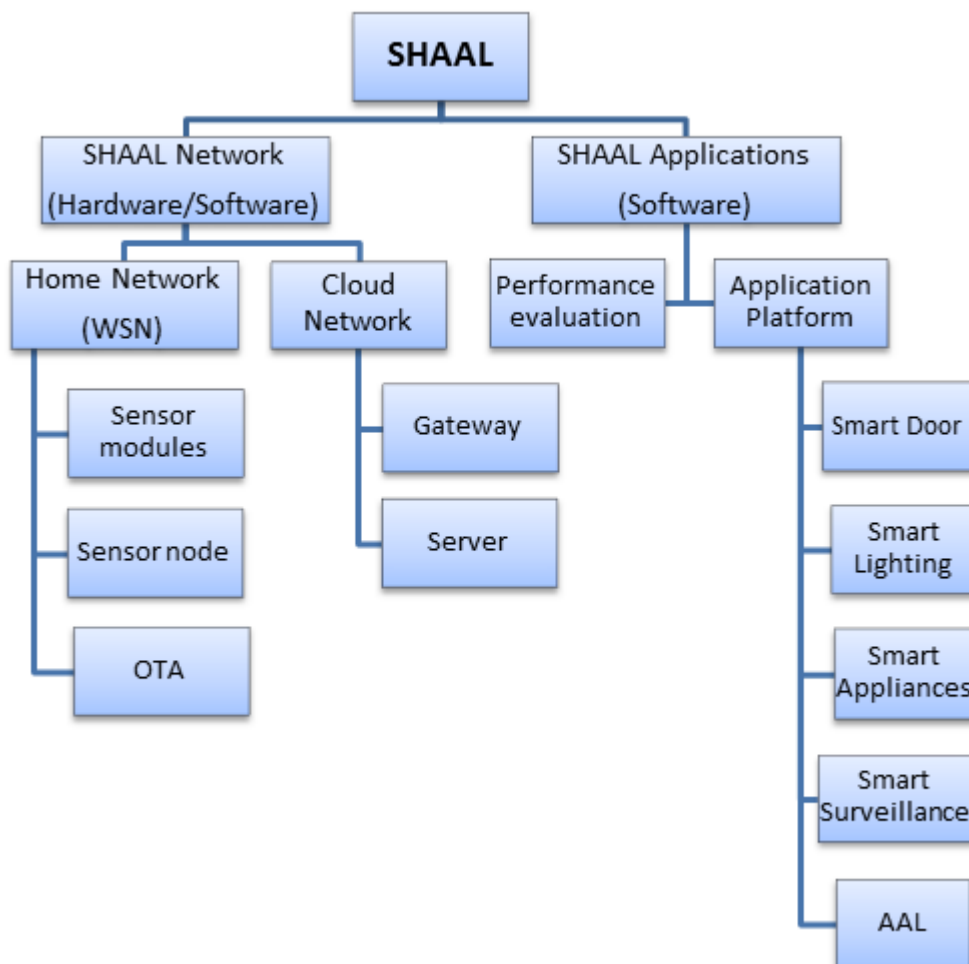 SHAAL
SHAAL Network
(Hardware/Software)
SHAAL Applications
(Software)
Home Network
(WSN)
Cloud
Network
Performance
evaluation
Application
Platform
Sensor
modules
Sensor node
OTA
Gateway
Server
Smart Door
Smart
Lighting
Smart
Appliances
Smart
Surveillance
AAL